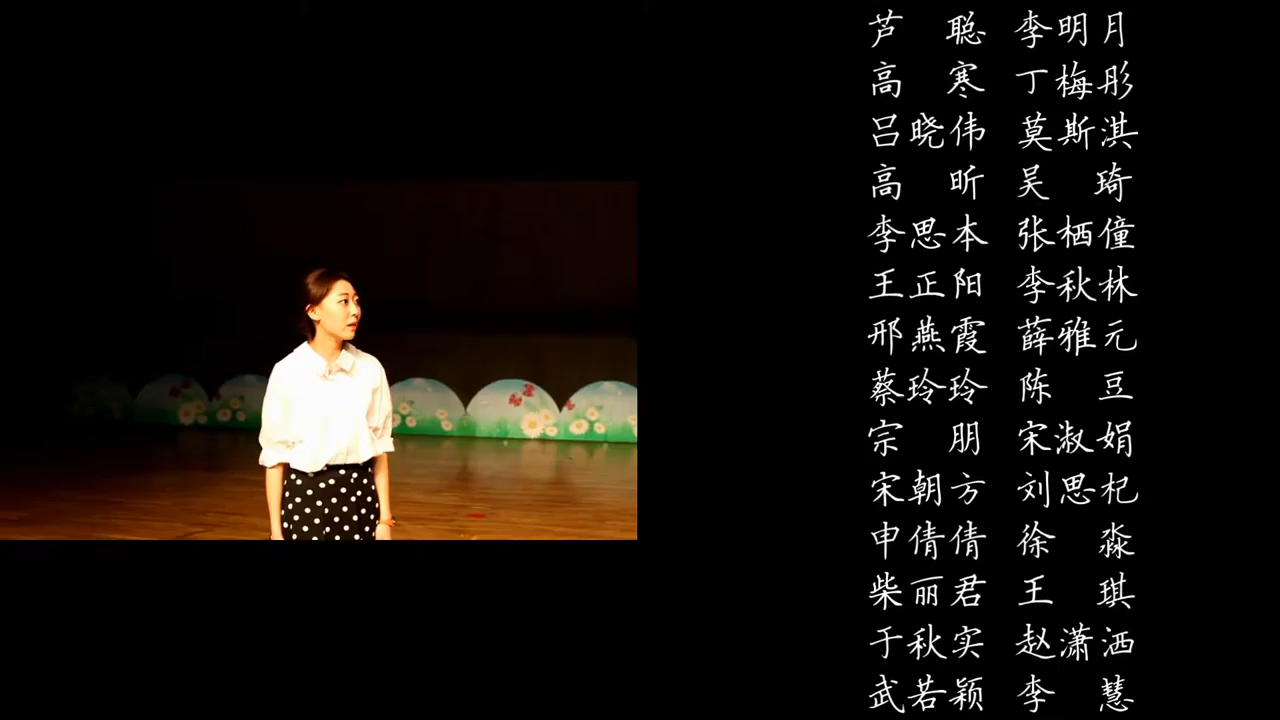 芦聪 李明月
高寒 丁梅彤
吕晓伟 莫斯淇
高昕 吴琦
李思本 张栖僮
王正阳 李秋林
邢燕霞 薛雅元
蔡玲玲 陈豆
宗朋 宋淑娟
宋朝方 刘思杞
申倩倩 徐淼
柴丽君 王琪
于秋实 赵潇洒
武若颖 李慧